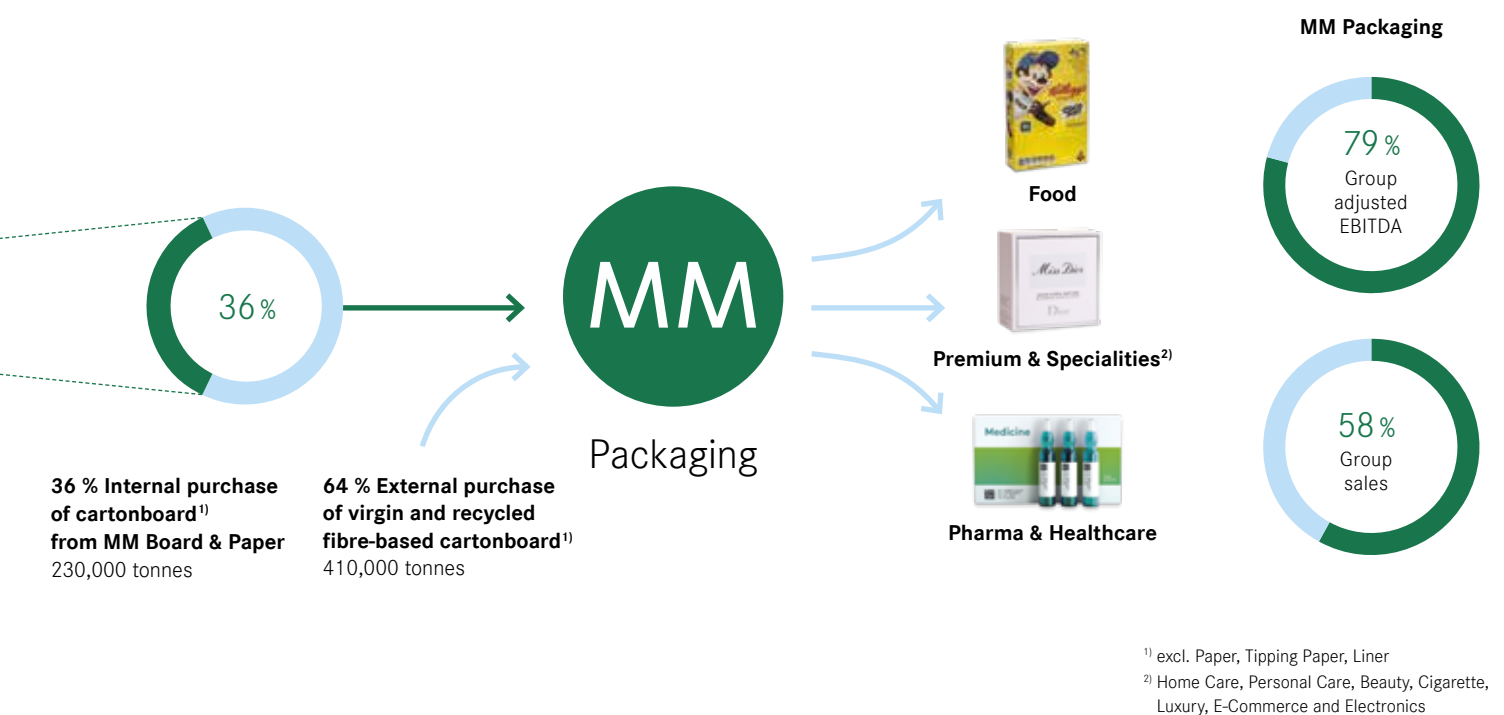 MM Packaging
79 %
Group
adjusted
EBITDA
Food
36 %
MM
Packaging
Miss Dior
Dior
Premium & Specialities2)
58 %
Group
sales
Medicine
Pharma & Healthcare
36 % Internal purchase
of cartonboard1)
from MM Board & Paper
230,000 tonnes
64 % External purchase
of virgin and recycled
fibre-based cartonboard1)
410,000 tonnes
1) excl. Paper, Tipping Paper, Liner
2) Home Care, Personal Care, Beauty, Cigarette,
Luxury, E-Commerce and Electronics